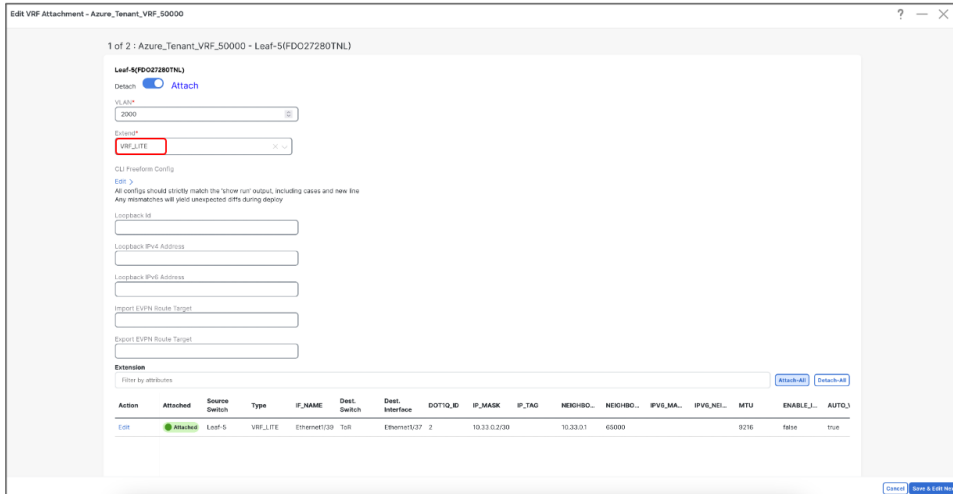 Edit VRF Attachment - Azure_Tenant_VRF_50000
? — ×
1 of 2 : Azure_Tenant_VRF_50000 - Leaf-5(FDO27280TNL)
Leaf-5(FDO27280TNL)
Detach Attach
VLAN*
2000
Extend*
VRF_LITE
CLI Freeform Config
Edit >
All configs should strictly match the 'show run' output, including cases and new line
Any mismatches will yield unexpected diffs during deploy
Loopback Id
Loopback IPv4 Address
Loopback IPv6 Address
Import EVPN Route Target
Export EVPN Route Target
Extension
Filter by attributes Attach-All Detach-All
Action Attached Source Switch Type IF_NAME Dest. Switch Dest. Interface DOT1Q_ID IP_MASK IP_TAG NEIGHBO... NEIGHBO... IPV6_MA... IPV6_NEI... MTU ENABLE_I... AUTO_V
Edit Attached Leaf-5 VRF_LITE Ethernet1/39 ToR Ethernet1/37 2 10.33.0.2/30 10.33.0.1 65000 9216 false true
Cancel Save & Edit Nex